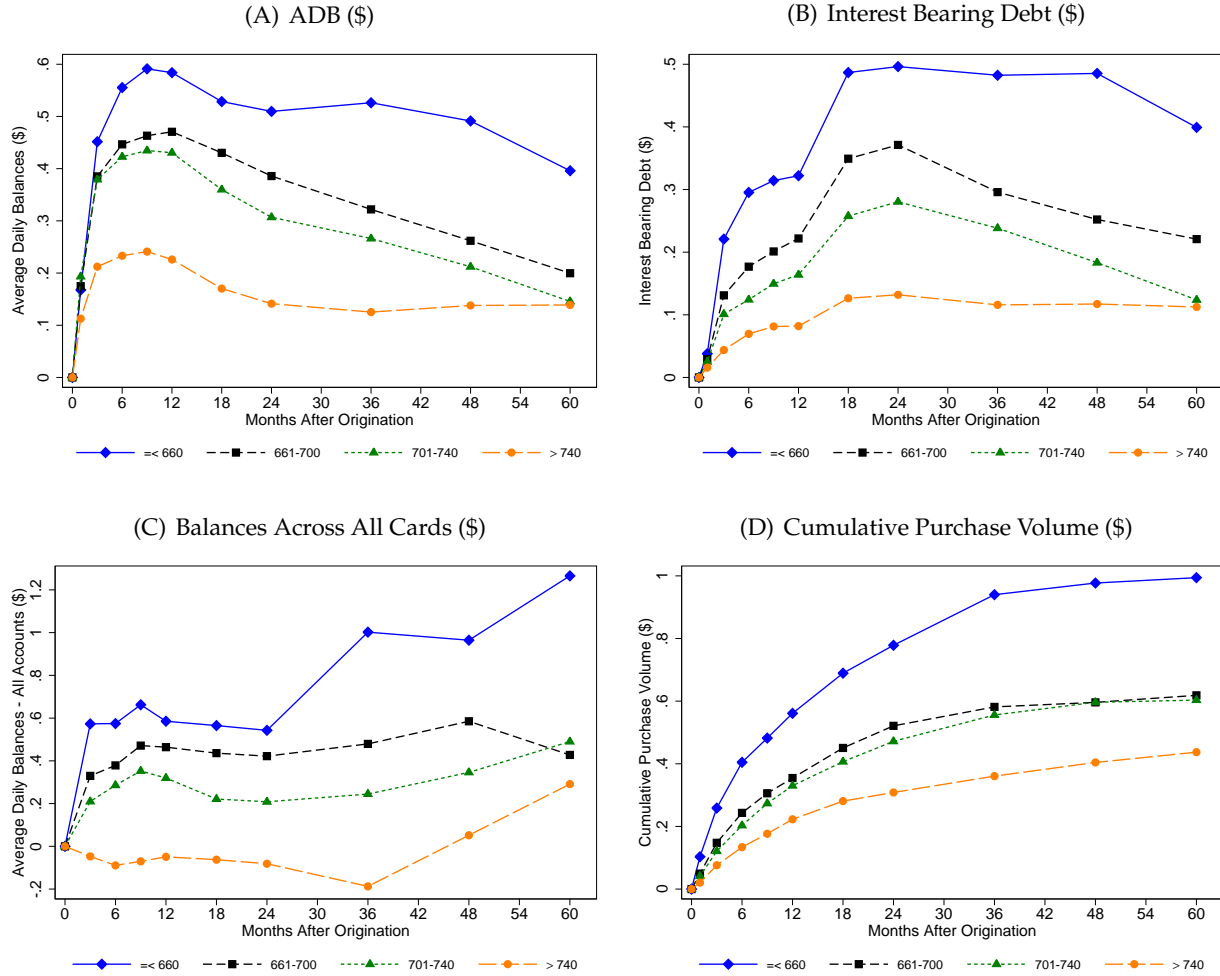 (A) ADB ($)
Average Daily Balances ($)
.6
.5
.4
.3
.2
.1
0
0 6 12 18 24 30 36 42 48 54 60
Months After Origination
=< 660 661-700 701-740 > 740
(B) Interest Bearing Debt ($)
Interest Bearing Debt ($)
.5
.4
.3
.2
.1
0
0 6 12 18 24 30 36 42 48 54 60
Months After Origination
=< 660 661-700 701-740 > 740
(C) Balances Across All Cards ($)
Average Daily Balances - All Accounts ($)
1.2
1
.8
.6
.4
.2
0
-.2
0 6 12 18 24 30 36 42 48 54 60
Months After Origination
=< 660 661-700 701-740 > 740
(D) Cumulative Purchase Volume ($)
Cumulative Purchase Volume ($)
1
.8
.6
.4
.2
0
0 6 12 18 24 30 36 42 48 54 60
Months After Origination
=< 660 661-700 701-740 > 740